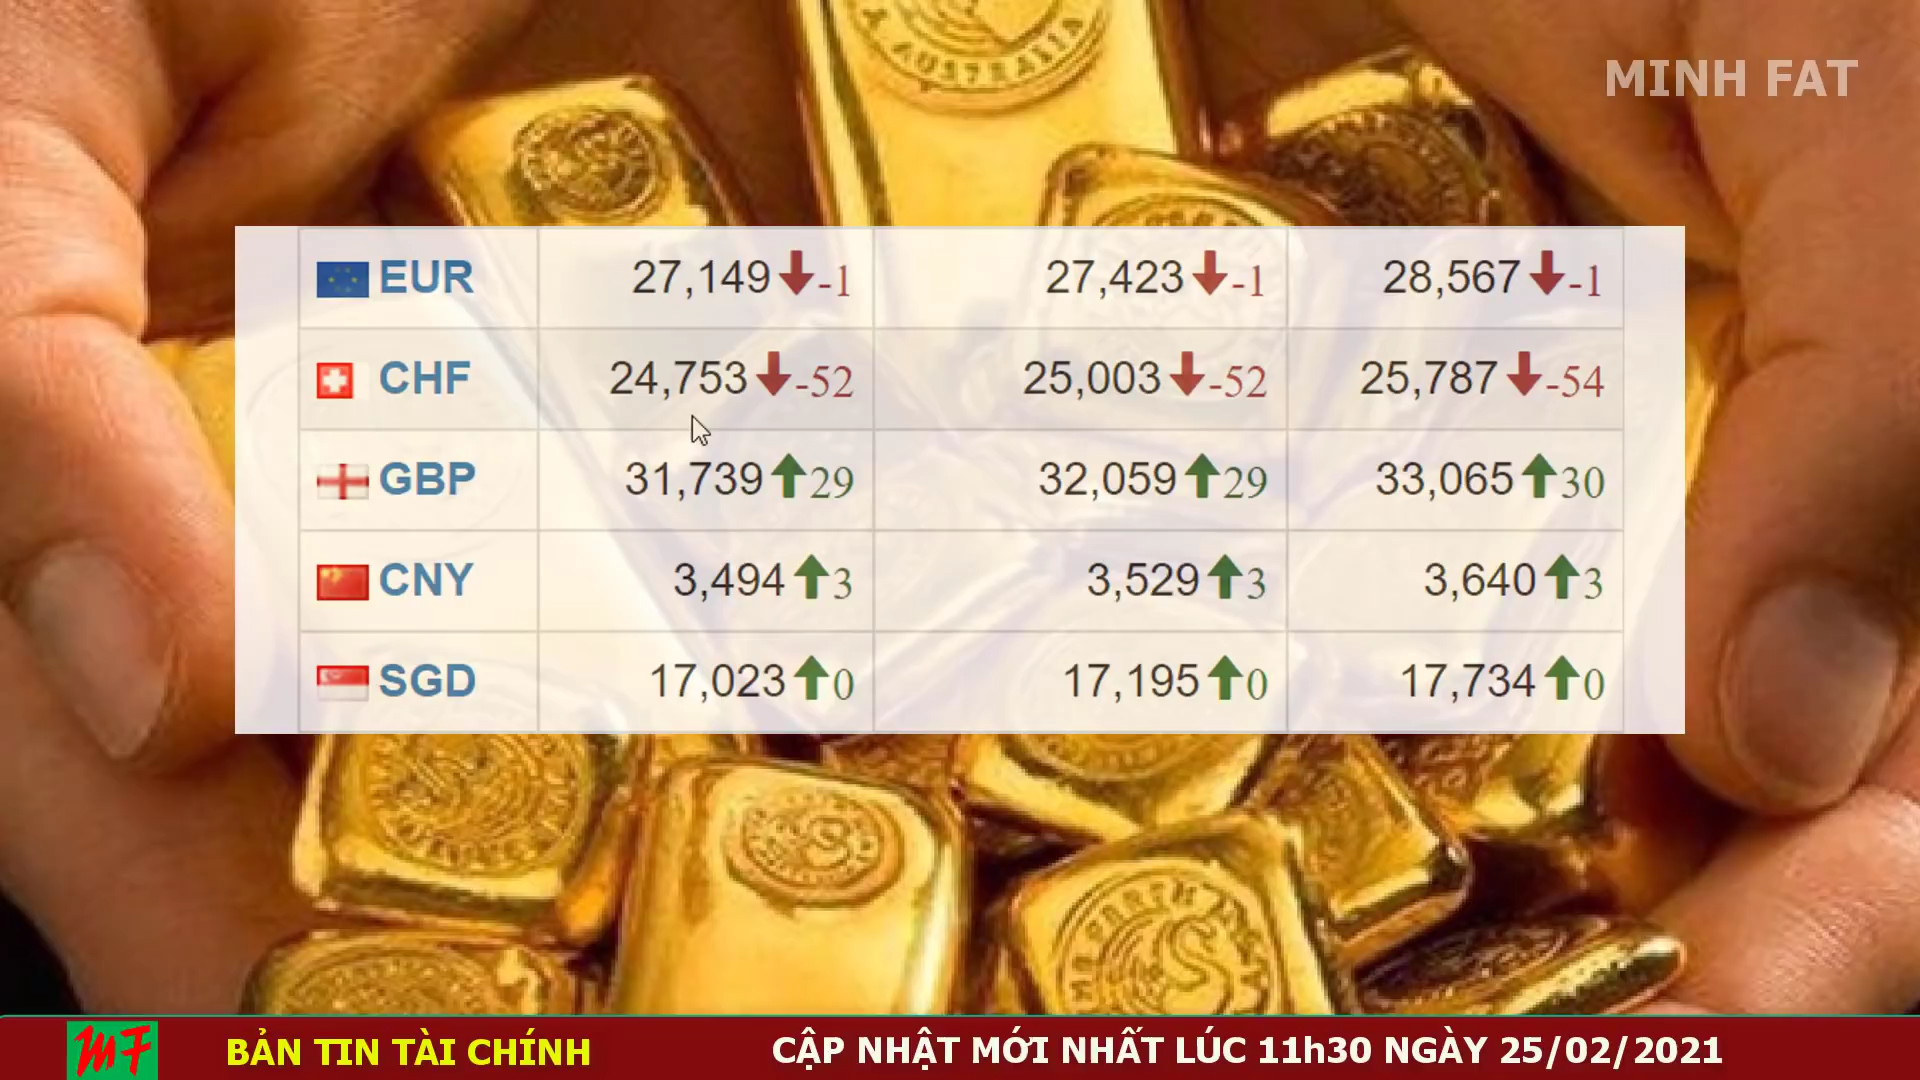 AUSTRALIA
MINH FAT
EUR 27,149 -1 27,423 -1 28,567 -1
CHF 24,753 -52 25,003 -52 25,787 -54
GBP 31,739 29 32,059 29 33,065 30
CNY 3,494 3 3,529 3 3,640 3
SGD 17,023 0 17,195 0 17,734 0
MF BẢN TIN TÀI CHÍNH CẬP NHẬT MỚI NHẤT LÚC 11h30 NGÀY 25/02/2021